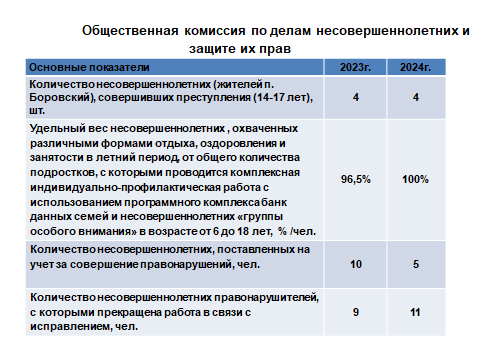 Общественная комиссия по делам несовершеннолетних и
защите их прав
Основные показатели 2023г. 2024г.
Количество несовершеннолетних (жителей п.
Боровский), совершивших преступления (14-17 лет),
шт.
4 4
Удельный вес несовершеннолетних , охваченных
различными формами отдыха, оздоровления и
занятости в летний период, от общего количества
подростков, с которыми проводится комплексная
индивидуально-профилактическая работа с
использованием программного комплекса банк
данных семей и несовершеннолетних «группы
особого внимания» в возрасте от 6 до 18 лет, % /чел.
96,5% 100%
Количество несовершеннолетних, поставленных на
учет за совершение правонарушений, чел.
10 5
Количество несовершеннолетних правонарушителей,
с которыми прекращена работа в связи с
исправлением, чел.
9 11